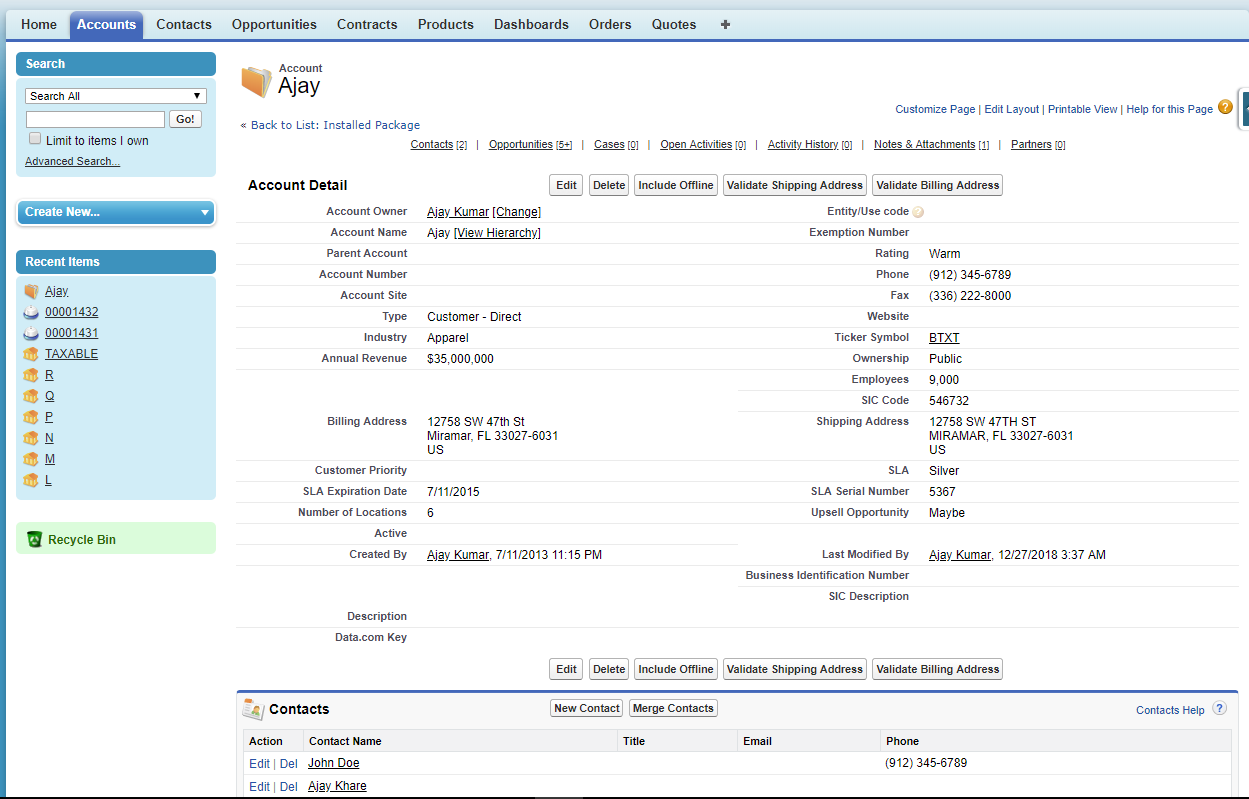 Home Accounts Contacts Opportunities Contracts Products Dashboards Orders Quotes +
Search
Search All
Go!
Limit to items I own
Advanced Search...
Create New...
Recent Items
Ajay
00001432
00001431
TAXABLE
R
Q
P
N
M
L
Recycle Bin
Account
Ajay
Customize Page | Edit Layout | Printable View | Help for this Page ?
« Back to List: Installed Package
Contacts [2] | Opportunities [5+] | Cases [0] | Open Activities [0] | Activity History [0] | Notes & Attachments [1] | Partners [0]
Account Detail Edit Delete Include Offline Validate Shipping Address Validate Billing Address
Account Owner Ajay Kumar [Change] Entity/Use code ?
Account Name Ajay [View Hierarchy] Exemption Number
Parent Account Rating Warm
Account Number Phone (912) 345-6789
Account Site Fax (336) 222-8000
Type Customer - Direct Website
Industry Apparel Ticker Symbol BTXT
Annual Revenue $35,000,000 Ownership Public
Employees 9,000
SIC Code 546732
Billing Address 12758 SW 47th St Shipping Address 12758 SW 47TH ST
Miramar, FL 33027-6031 MIRAMAR, FL 33027-6031
US US
Customer Priority SLA Silver
SLA Expiration Date 7/11/2015 SLA Serial Number 5367
Number of Locations 6 Upsell Opportunity Maybe
Active
Created By Ajay Kumar, 7/11/2013 11:15 PM Last Modified By Ajay Kumar, 12/27/2018 3:37 AM
Business Identification Number
SIC Description
Description
Data.com Key
Edit Delete Include Offline Validate Shipping Address Validate Billing Address
Contacts New Contact Merge Contacts Contacts Help ?
Action Contact Name Title Email Phone
Edit | Del John Doe (912) 345-6789
Edit | Del Ajay Khare